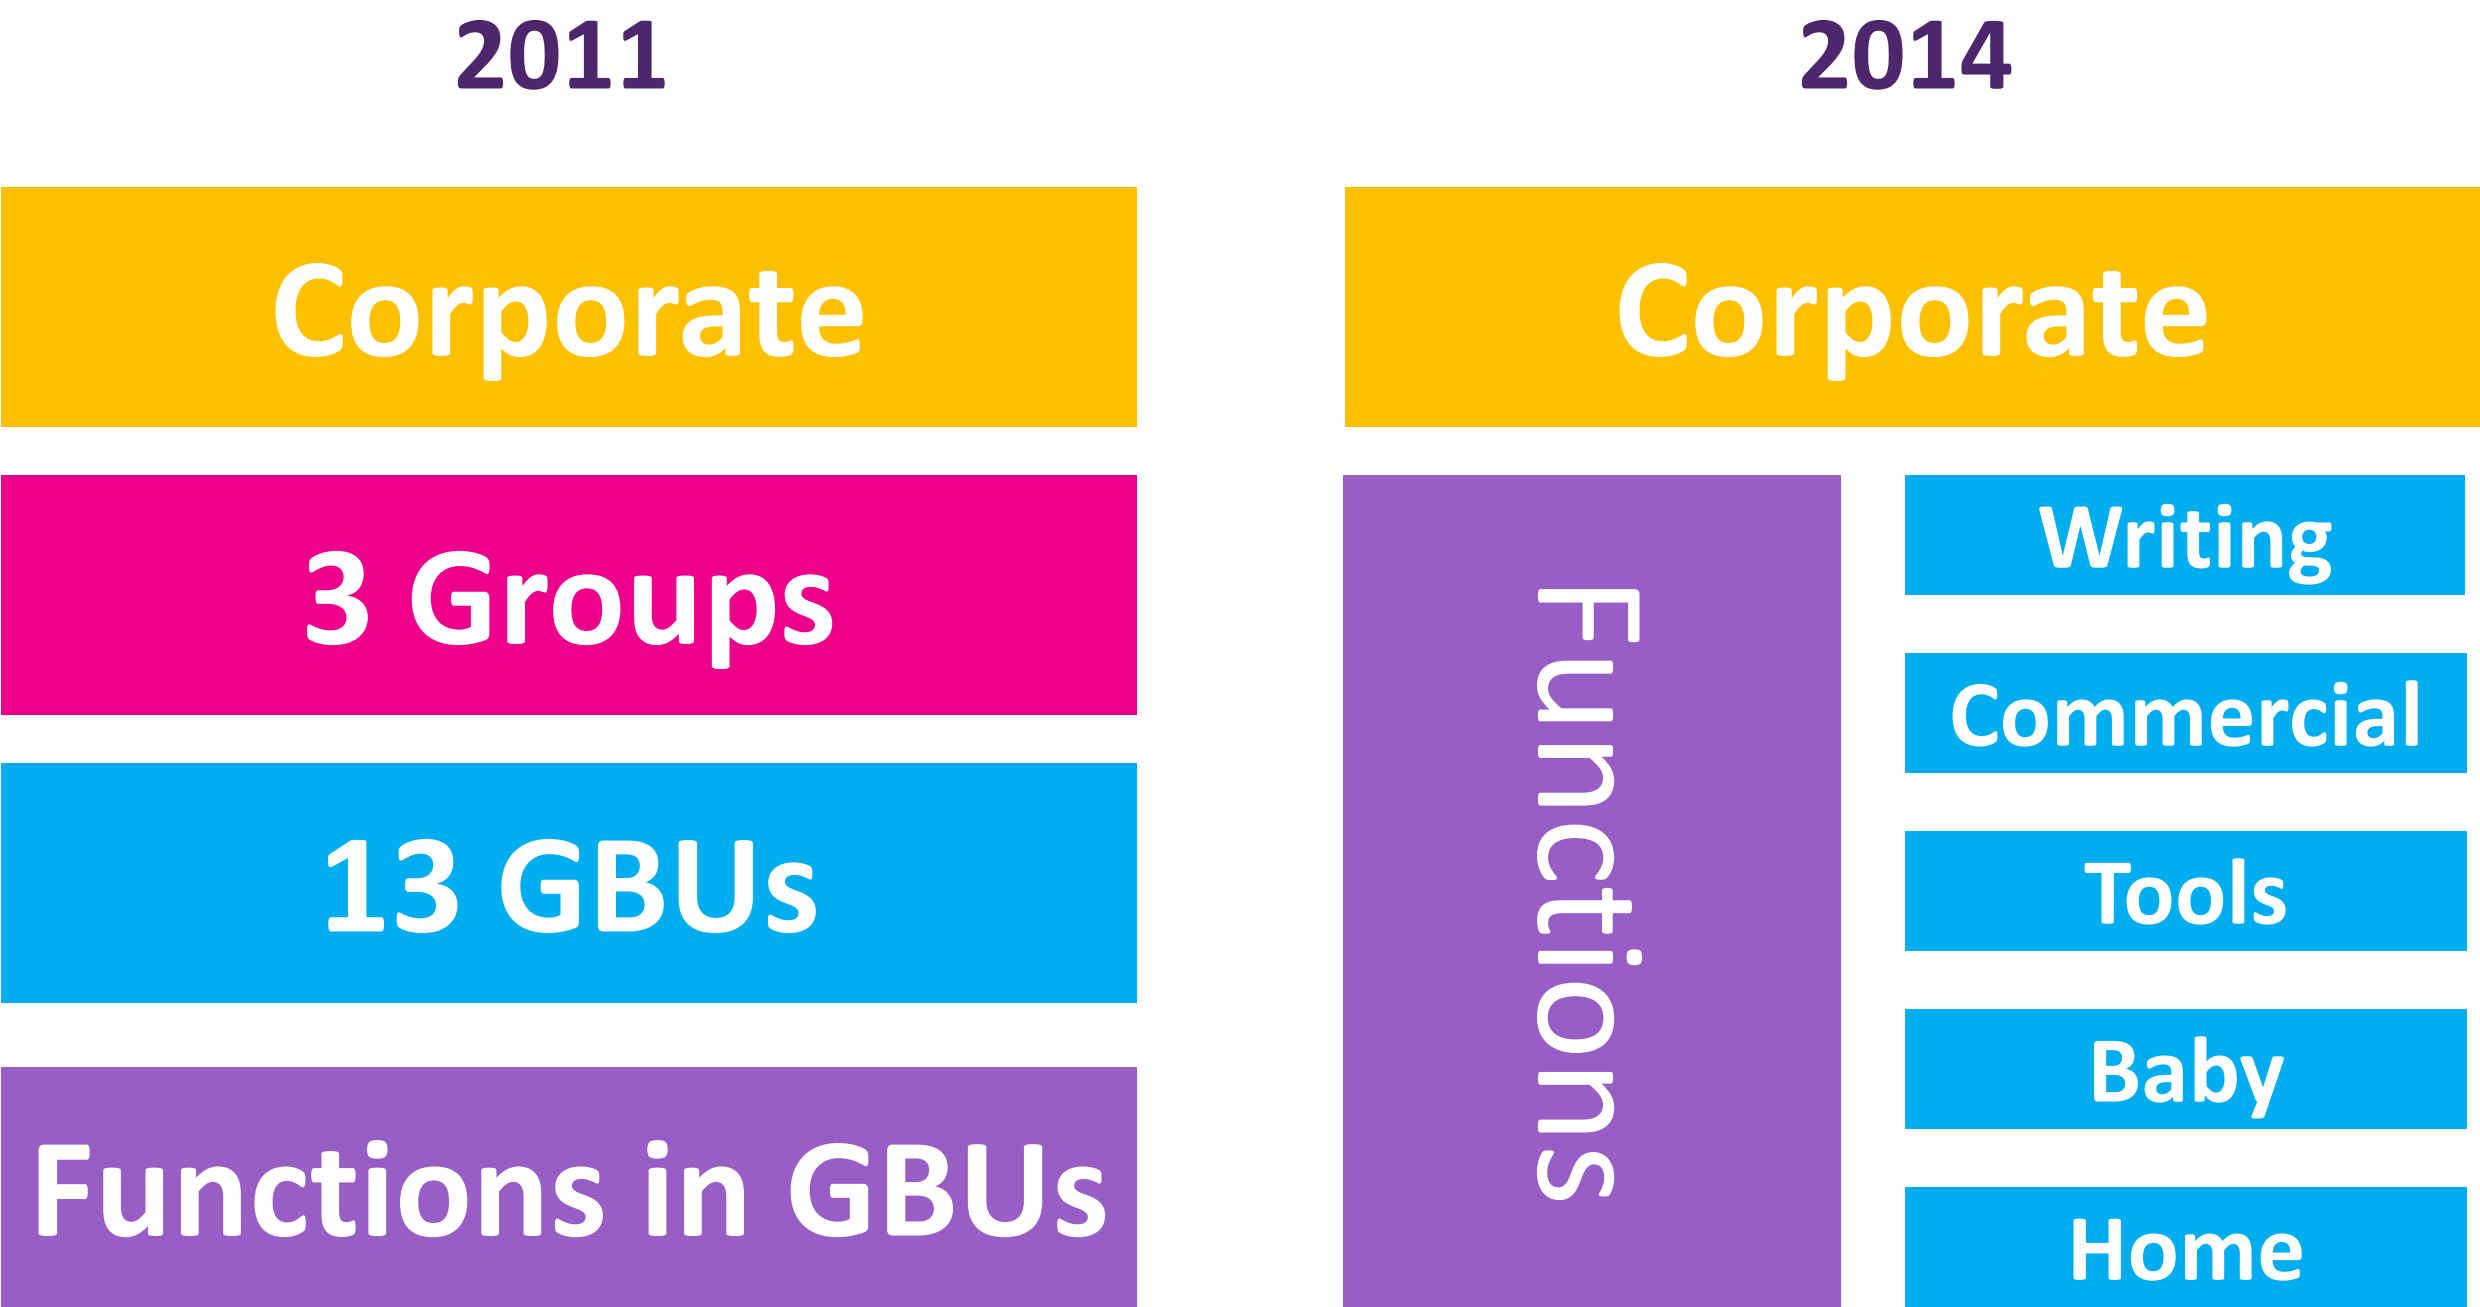 2011
Corporate
3 Groups
13 GBUs
Functions in GBUs
2014
Corporate
Functions
Writing
Commercial
Tools
Baby
Home